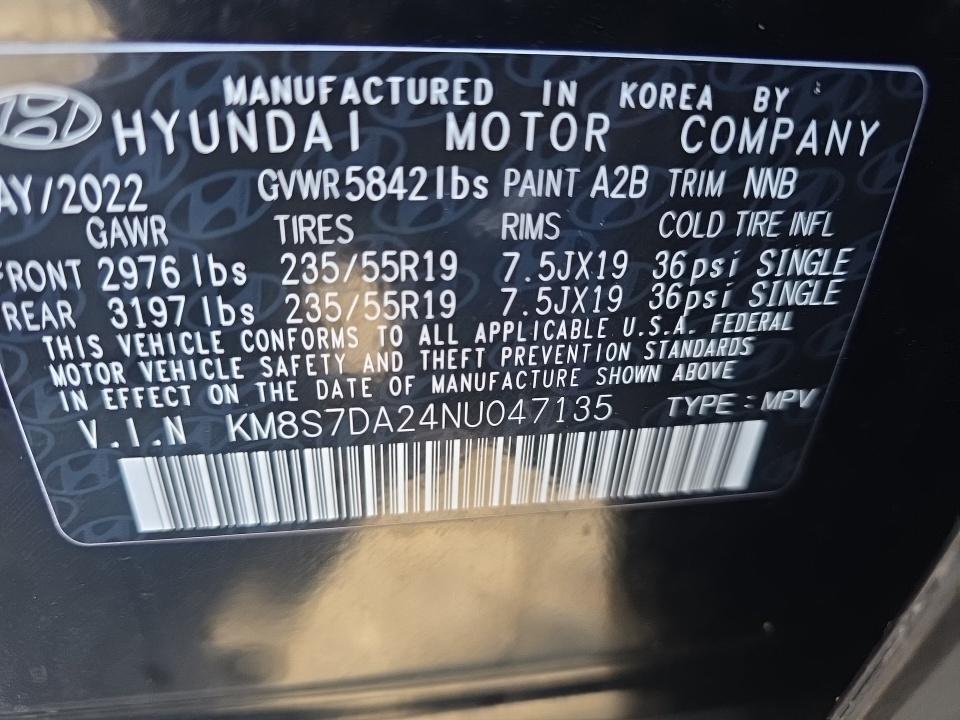 MANUFACTURED IN KOREA BY
HYUNDAI MOTOR COMPANY
AY/2022 GVWR 5842 lbs PAINT A2B TRIM NNB
GAWR TIRES RIMS COLD TIRE INFL
FRONT 2976 lbs 235/55R19 7.5JX19 36psi SINGLE
REAR 3197 lbs 235/55R19 7.5JX19 36psi SINGLE
THIS VEHICLE CONFORMS TO ALL APPLICABLE U.S.A. FEDERAL
MOTOR VEHICLE SAFETY AND THEFT PREVENTION STANDARDS
IN EFFECT ON THE DATE OF MANUFACTURE SHOWN ABOVE
V.I.N KM8S7DA24NU047135 TYPE : MPV